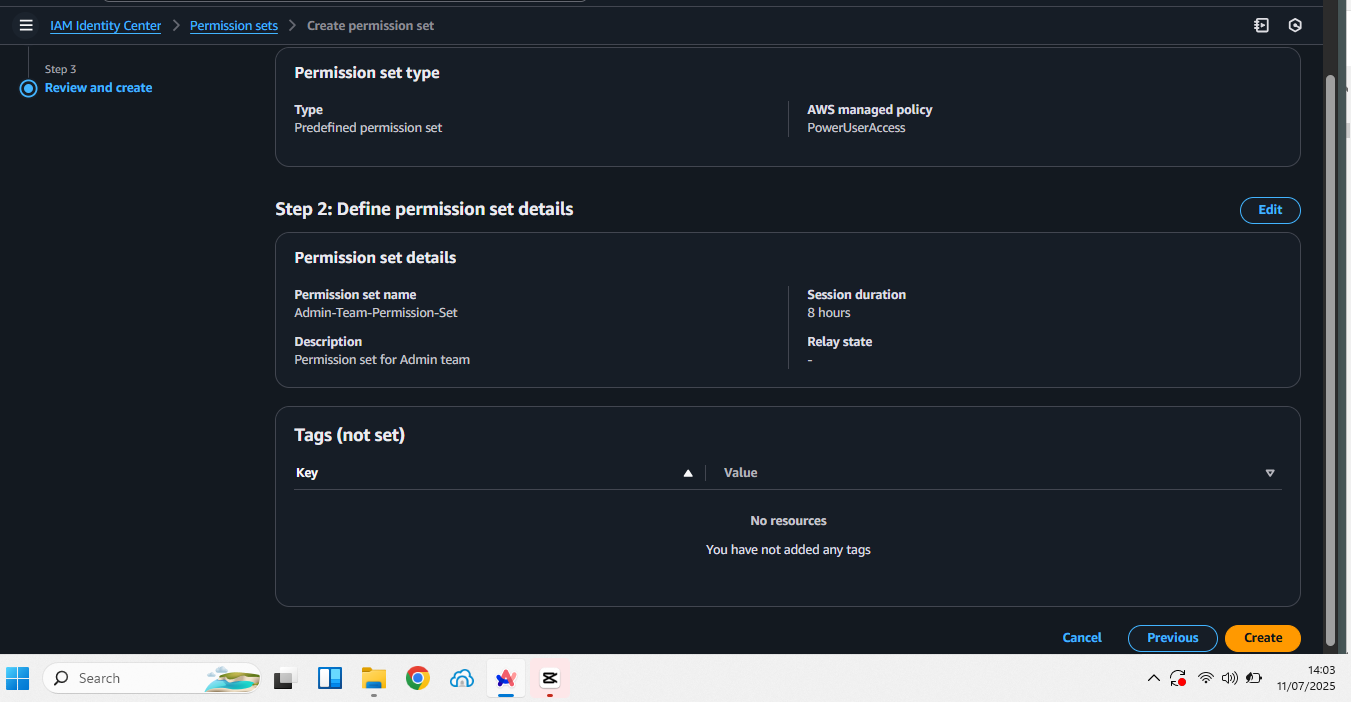 IAM Identity Center > Permission sets > Create permission set
Step 3
Review and create
Permission set type
Type
Predefined permission set
AWS managed policy
PowerUserAccess
Step 2: Define permission set details
Edit
Permission set details
Permission set name
Admin-Team-Permission-Set
Session duration
8 hours
Description
Permission set for Admin team
Relay state
-
Tags (not set)
Key
Value
No resources
You have not added any tags
Cancel
Previous
Create
Search
14:03
11/07/2025